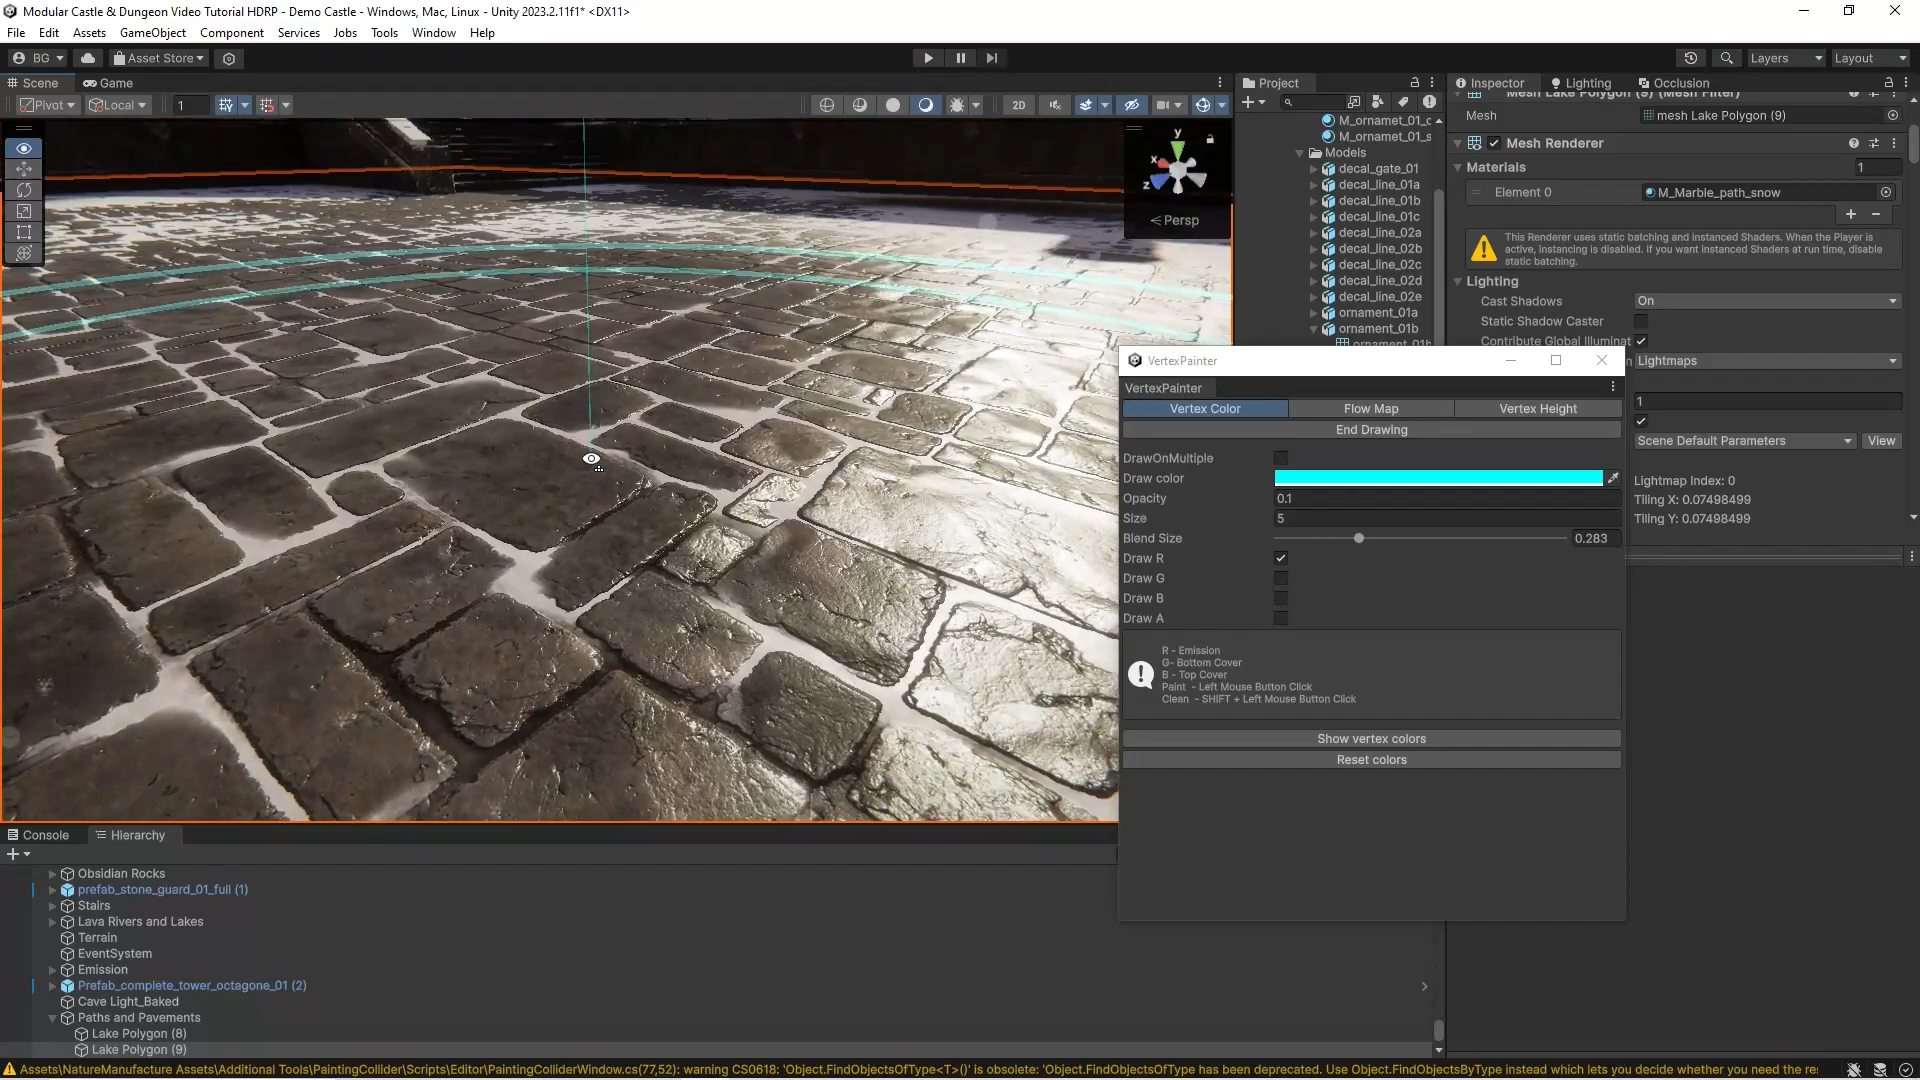 Modular Castle & Dungeon Video Tutorial HDRP - Demo Castle - Windows, Mac, Linux - Unity 2023.2.11f1* <DX11>
File Edit Assets GameObject Component Services Jobs Tools Window Help
BG Asset Store Layers Layout
Scene Game Project Inspector Lighting Occlusion
Pivot Local 1 2D
Mesh Lake Polygon (9) (Mesh Filter)
M_ornamet_01_c
Mesh mesh Lake Polygon (9)
M_ornamet_01_s
Mesh Renderer
Models
decal_gate_01
Materials 1
decal_line_01a
Element 0 M_Marble_path_snow
decal_line_01b
decal_line_01c
decal_line_02a
decal_line_02b
decal_line_02c
decal_line_02d
decal_line_02e
ornament_01a
ornament_01b
ornament_01b
y
x
z
Persp
This Renderer uses static batching and instanced Shaders. When the Player is
active, instancing is disabled. If you want instanced Shaders at run time, disable
static batching.
Lighting
Cast Shadows On
Static Shadow Caster
Contribute Global Illuminat
Lightmaps
1
Scene Default Parameters View
Lightmap Index: 0
Tiling X: 0.07498499
Tiling Y: 0.07498499
VertexPainter
VertexPainter
Vertex Color Flow Map Vertex Height
End Drawing
DrawOnMultiple
Draw color
Opacity 0.1
Size 5
Blend Size 0.283
Draw R
Draw G
Draw B
Draw A
R - Emission
G- Bottom Cover
B - Top Cover
Paint - Left Mouse Button Click
Clean - SHIFT + Left Mouse Button Click
Show vertex colors
Reset colors
Console Hierarchy
Obsidian Rocks
prefab_stone_guard_01_full (1)
Stairs
Lava Rivers and Lakes
Terrain
EventSystem
Emission
Prefab_complete_tower_octagone_01 (2)
Cave Light_Baked
Paths and Pavements
Lake Polygon (8)
Lake Polygon (9)
Assets\NatureManufacture Assets\Additional Tools\PaintingCollider\Scripts\Editor\PaintingColliderWindow.cs(77,52): warning CS0618: 'Object.FindObjectsOfType<T>()' is obsolete: 'Object.FindObjectsOfType has been deprecated. Use Object.FindObjectsByType instead which lets you decide whether you need the re